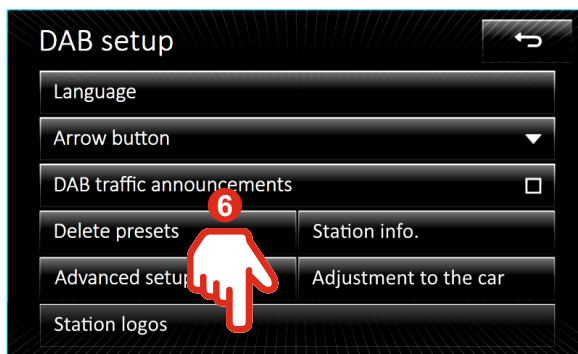 DAB setup
Language
Arrow button
DAB traffic announcements
6
Delete presets Station info.
Advanced setup Adjustment to the car
Station logos